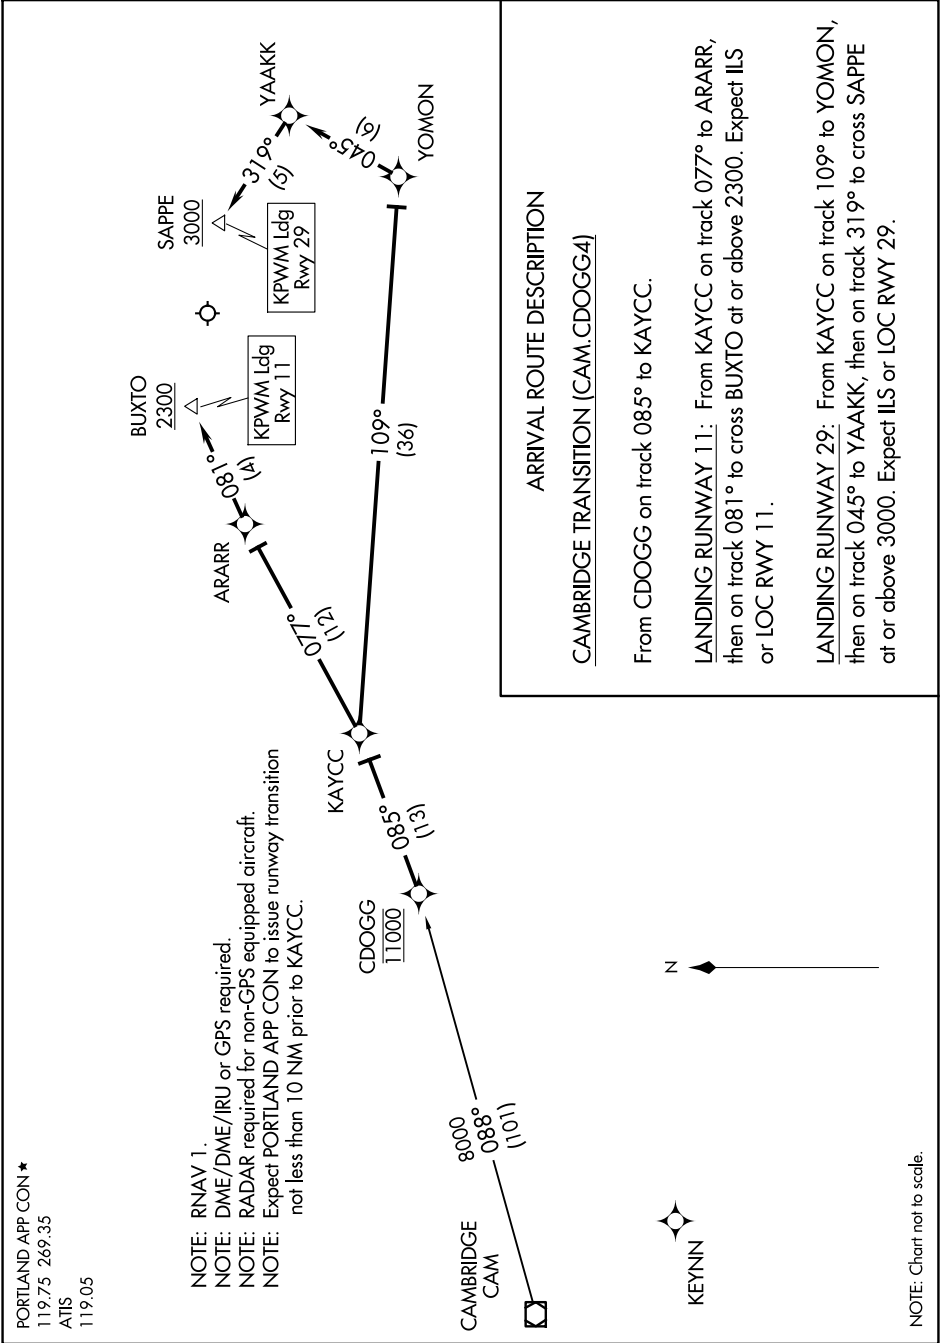 PORTLAND APP CON ★
119.75 269.35
ATIS
119.05
NOTE: RNAV 1.
NOTE: DME/DME/IRU or GPS required.
NOTE: RADAR required for non-GPS equipped aircraft.
NOTE: Expect PORTLAND APP CON to issue runway transition
not less than 10 NM prior to KAYCC.
BUXTO
2300
SAPPE
3000
YAAKK
319°
(5)
KPWM Ldg
Rwy 29
045°
(6)
YOMON
KPWM Ldg
Rwy 11
081°
(4)
ARARR
077°
(12)
109°
(36)
KAYCC
085°
(13)
CDOGG
11000
8000
088°
(101)
CAMBRIDGE
CAM
KEYNN
N
ARRIVAL ROUTE DESCRIPTION
CAMBRIDGE TRANSITION (CAM.CDOGG4)
From CDOGG on track 085° to KAYCC.
LANDING RUNWAY 11: From KAYCC on track 077° to ARARR,
then on track 081° to cross BUXTO at or above 2300. Expect ILS
or LOC RWY 11.
LANDING RUNWAY 29: From KAYCC on track 109° to YOMON,
then on track 045° to YAAKK, then on track 319° to cross SAPPE
at or above 3000. Expect ILS or LOC RWY 29.
NOTE: Chart not to scale.